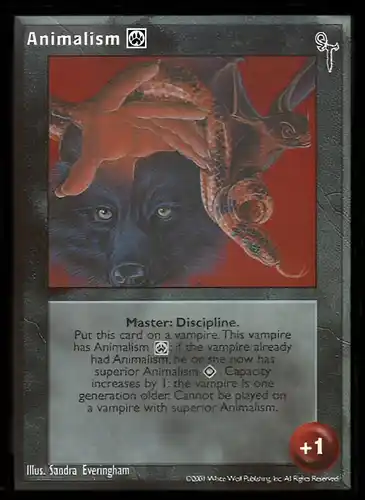 Animalism
Master: Discipline.
Put this card on a vampire. This vampire
has Animalism; if the vampire already
had Animalism, he or she now has
superior Animalism. Capacity
increases by 1: the vampire is one
generation older. Cannot be played
on a vampire with superior Animalism.
+1
Illus. Sandra Everingham
©2001 White Wolf Publishing, Inc. All Rights Reserved